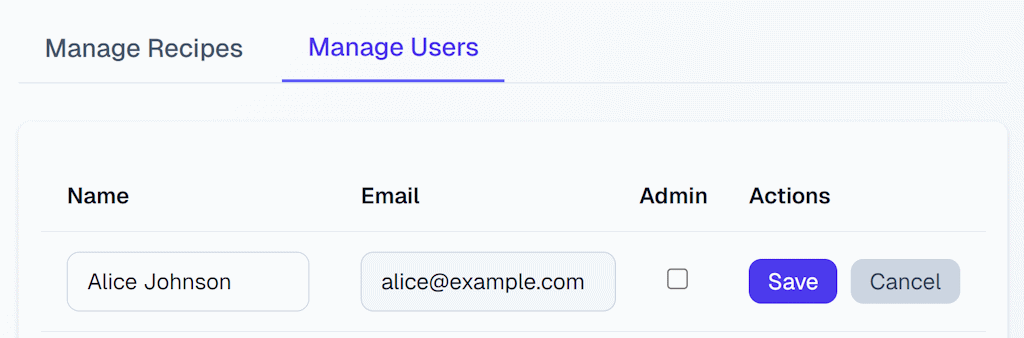 Manage Recipes Manage Users
Name Email Admin Actions
Alice Johnson alice@example.com Save Cancel